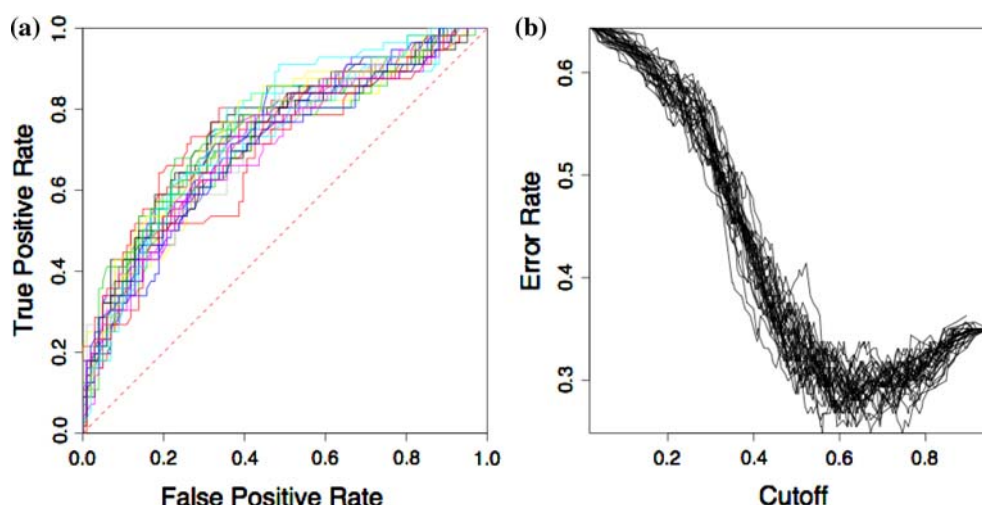 (a)
True Positive Rate
1.0
0.8
0.6
0.4
0.2
0.0
0.0 0.2 0.4 0.6 0.8 1.0
False Positive Rate
(b)
Error Rate
0.6
0.5
0.4
0.3
0.2 0.4 0.6 0.8
Cutoff